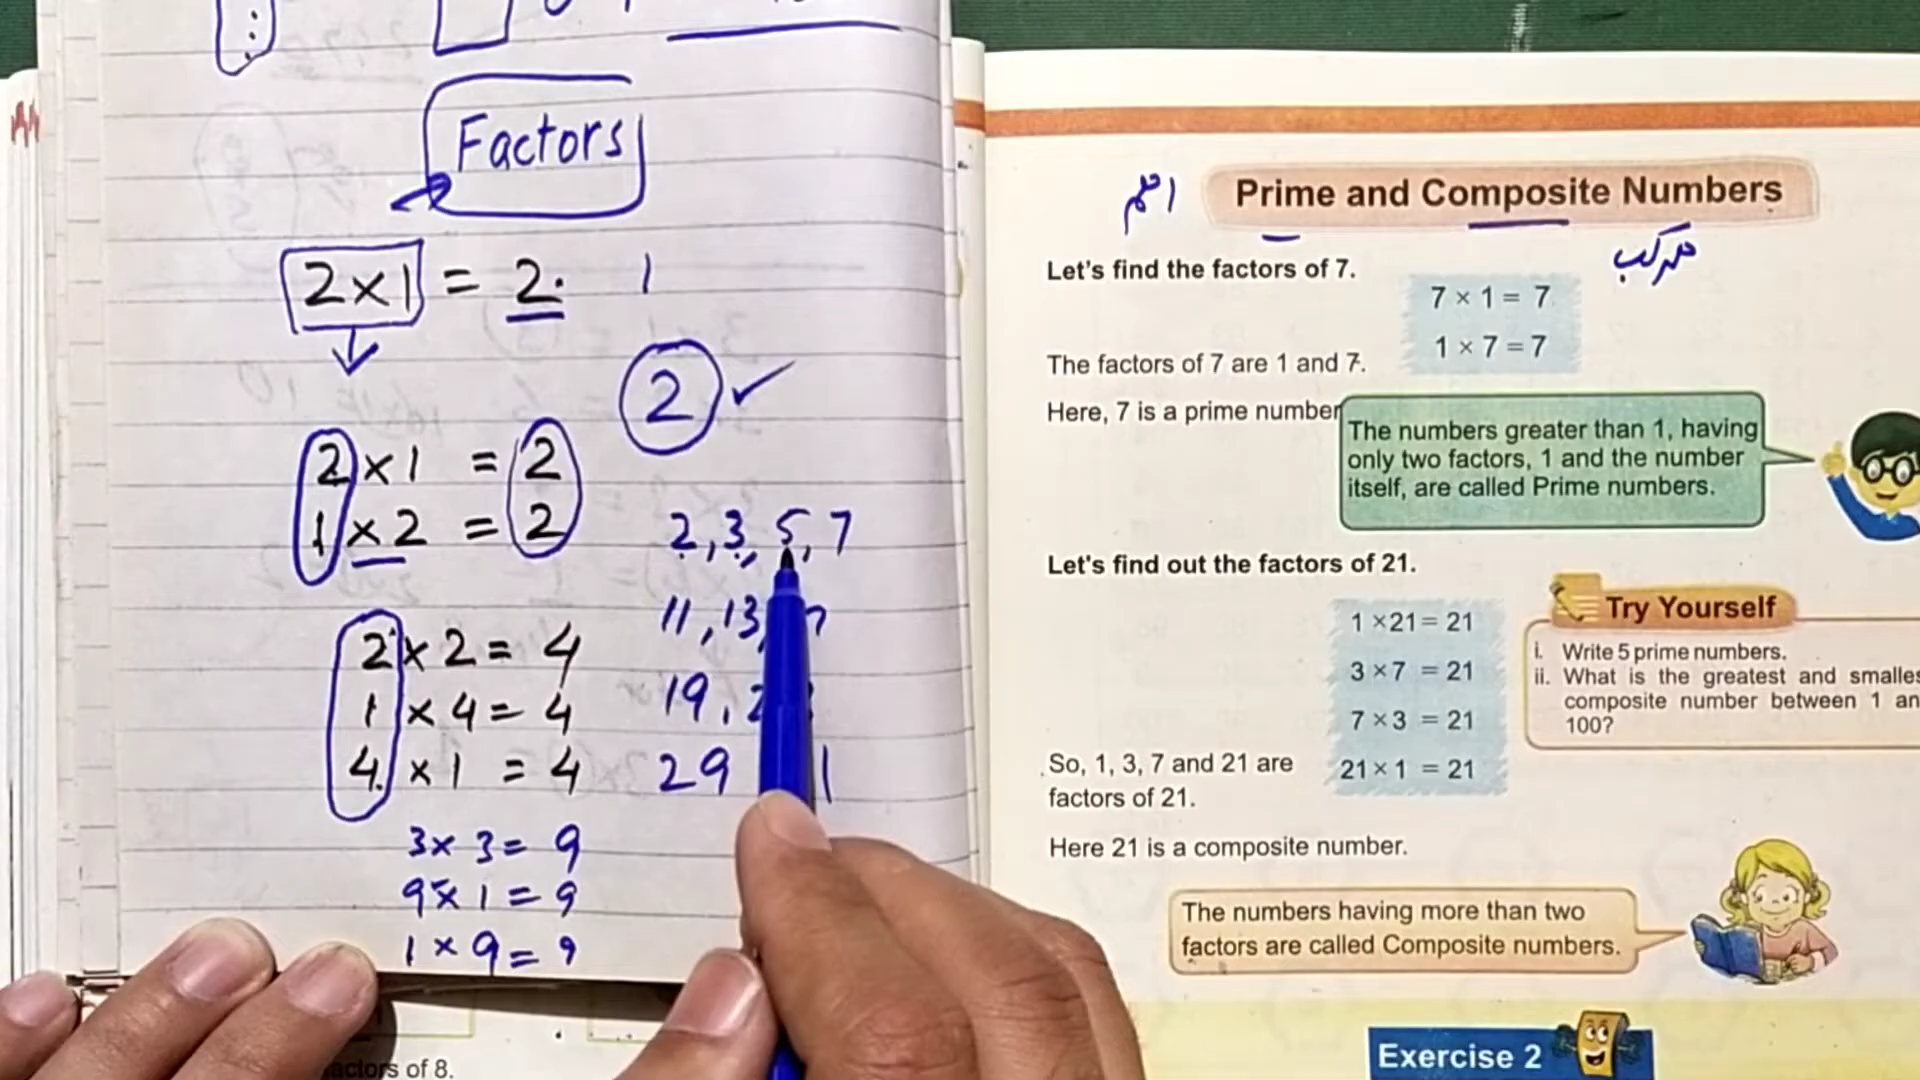 Factors
2 x 1 = 2. 1
2 ✓
2 x 1 = 2
1 x 2 = 2
2, 3, 5, 7
11, 13,
2 x 2 = 4
19,
1 x 4 = 4
4 x 1 = 4
29
3 x 3 = 9
9 x 1 = 9
1 x 9 = 9
actors of 8.
Prime and Composite Numbers
مرکب
Let's find the factors of 7.
7 × 1 = 7
1 × 7 = 7
The factors of 7 are 1 and 7.
Here, 7 is a prime number
The numbers greater than 1, having
only two factors, 1 and the number
itself, are called Prime numbers.
Let's find out the factors of 21.
1 × 21 = 21
3 × 7 = 21
7 × 3 = 21
21 × 1 = 21
So, 1, 3, 7 and 21 are
factors of 21.
Here 21 is a composite number.
Try Yourself
i. Write 5 prime numbers.
ii. What is the greatest and smalles
composite number between 1 an
100?
The numbers having more than two
factors are called Composite numbers.
Exercise 2